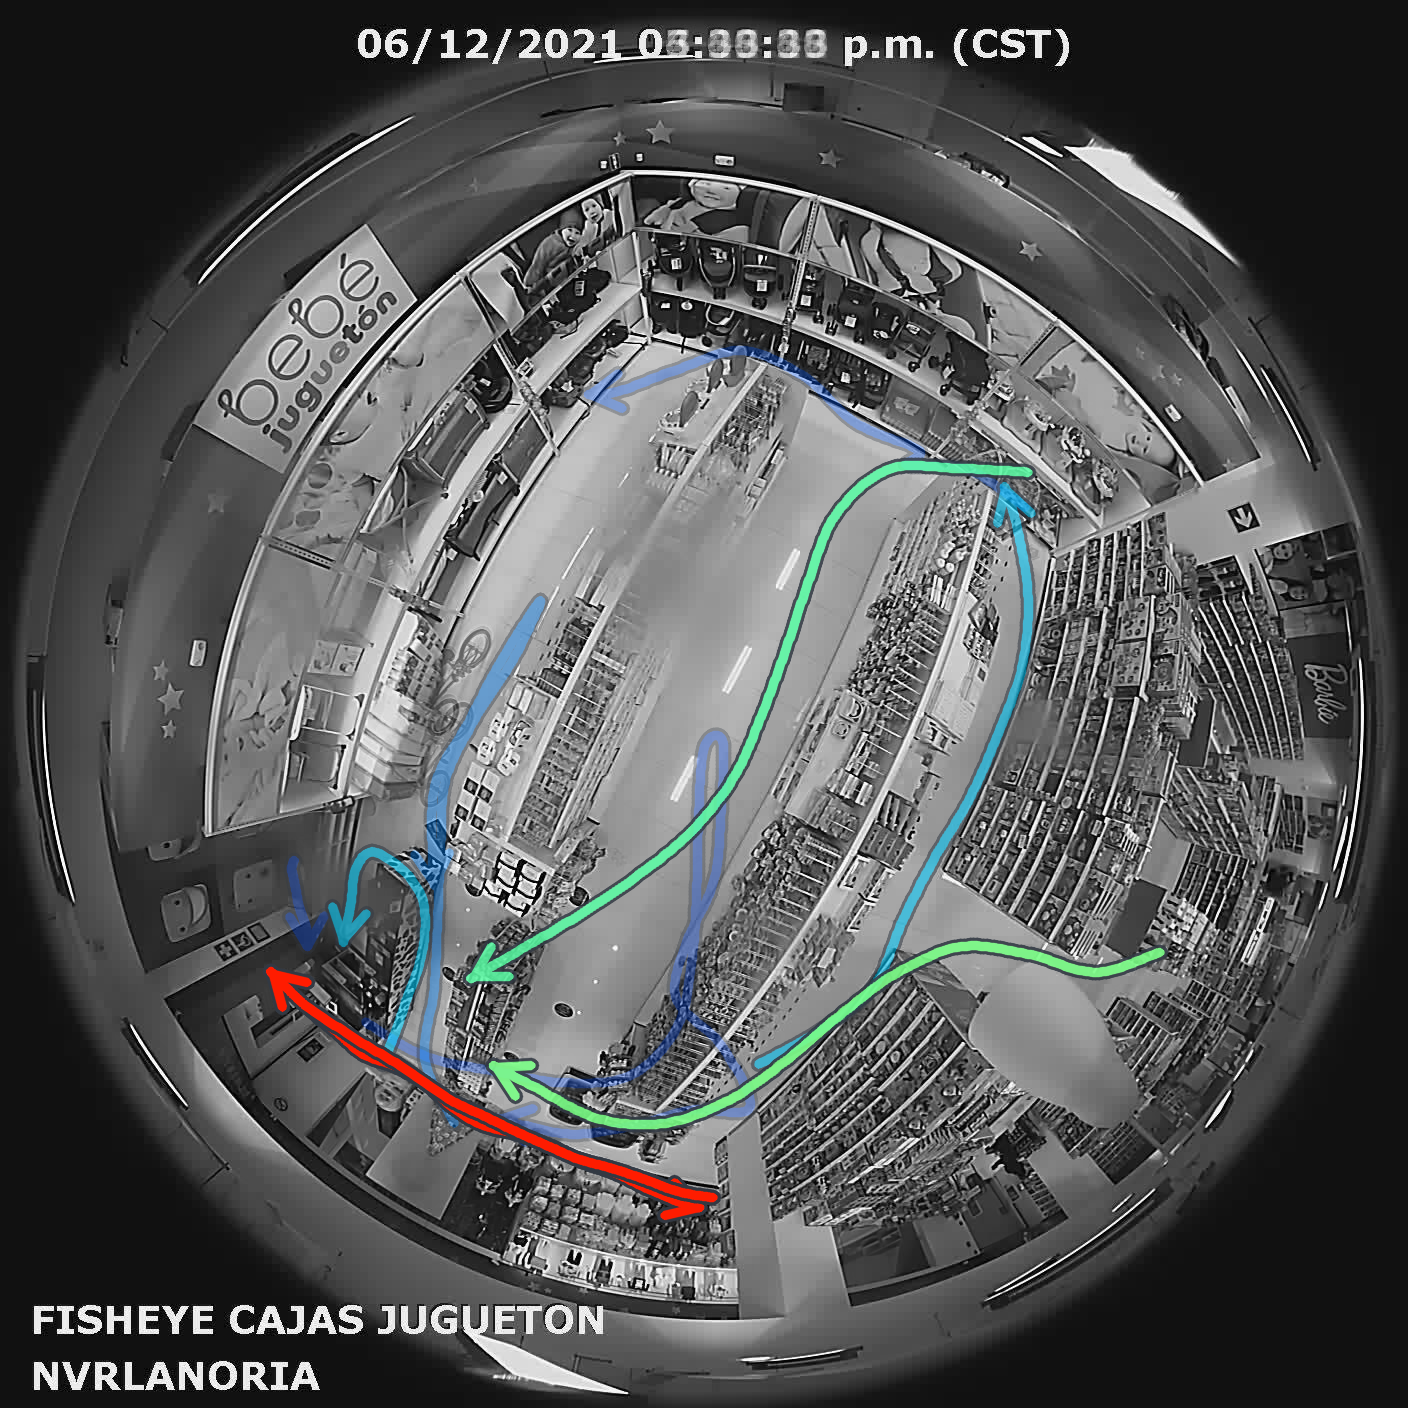 06/12/2021 p.m. (CST)
bebé
juguetón
Barbie
FISHEYE CAJAS JUGUETON
NVRLANORIA